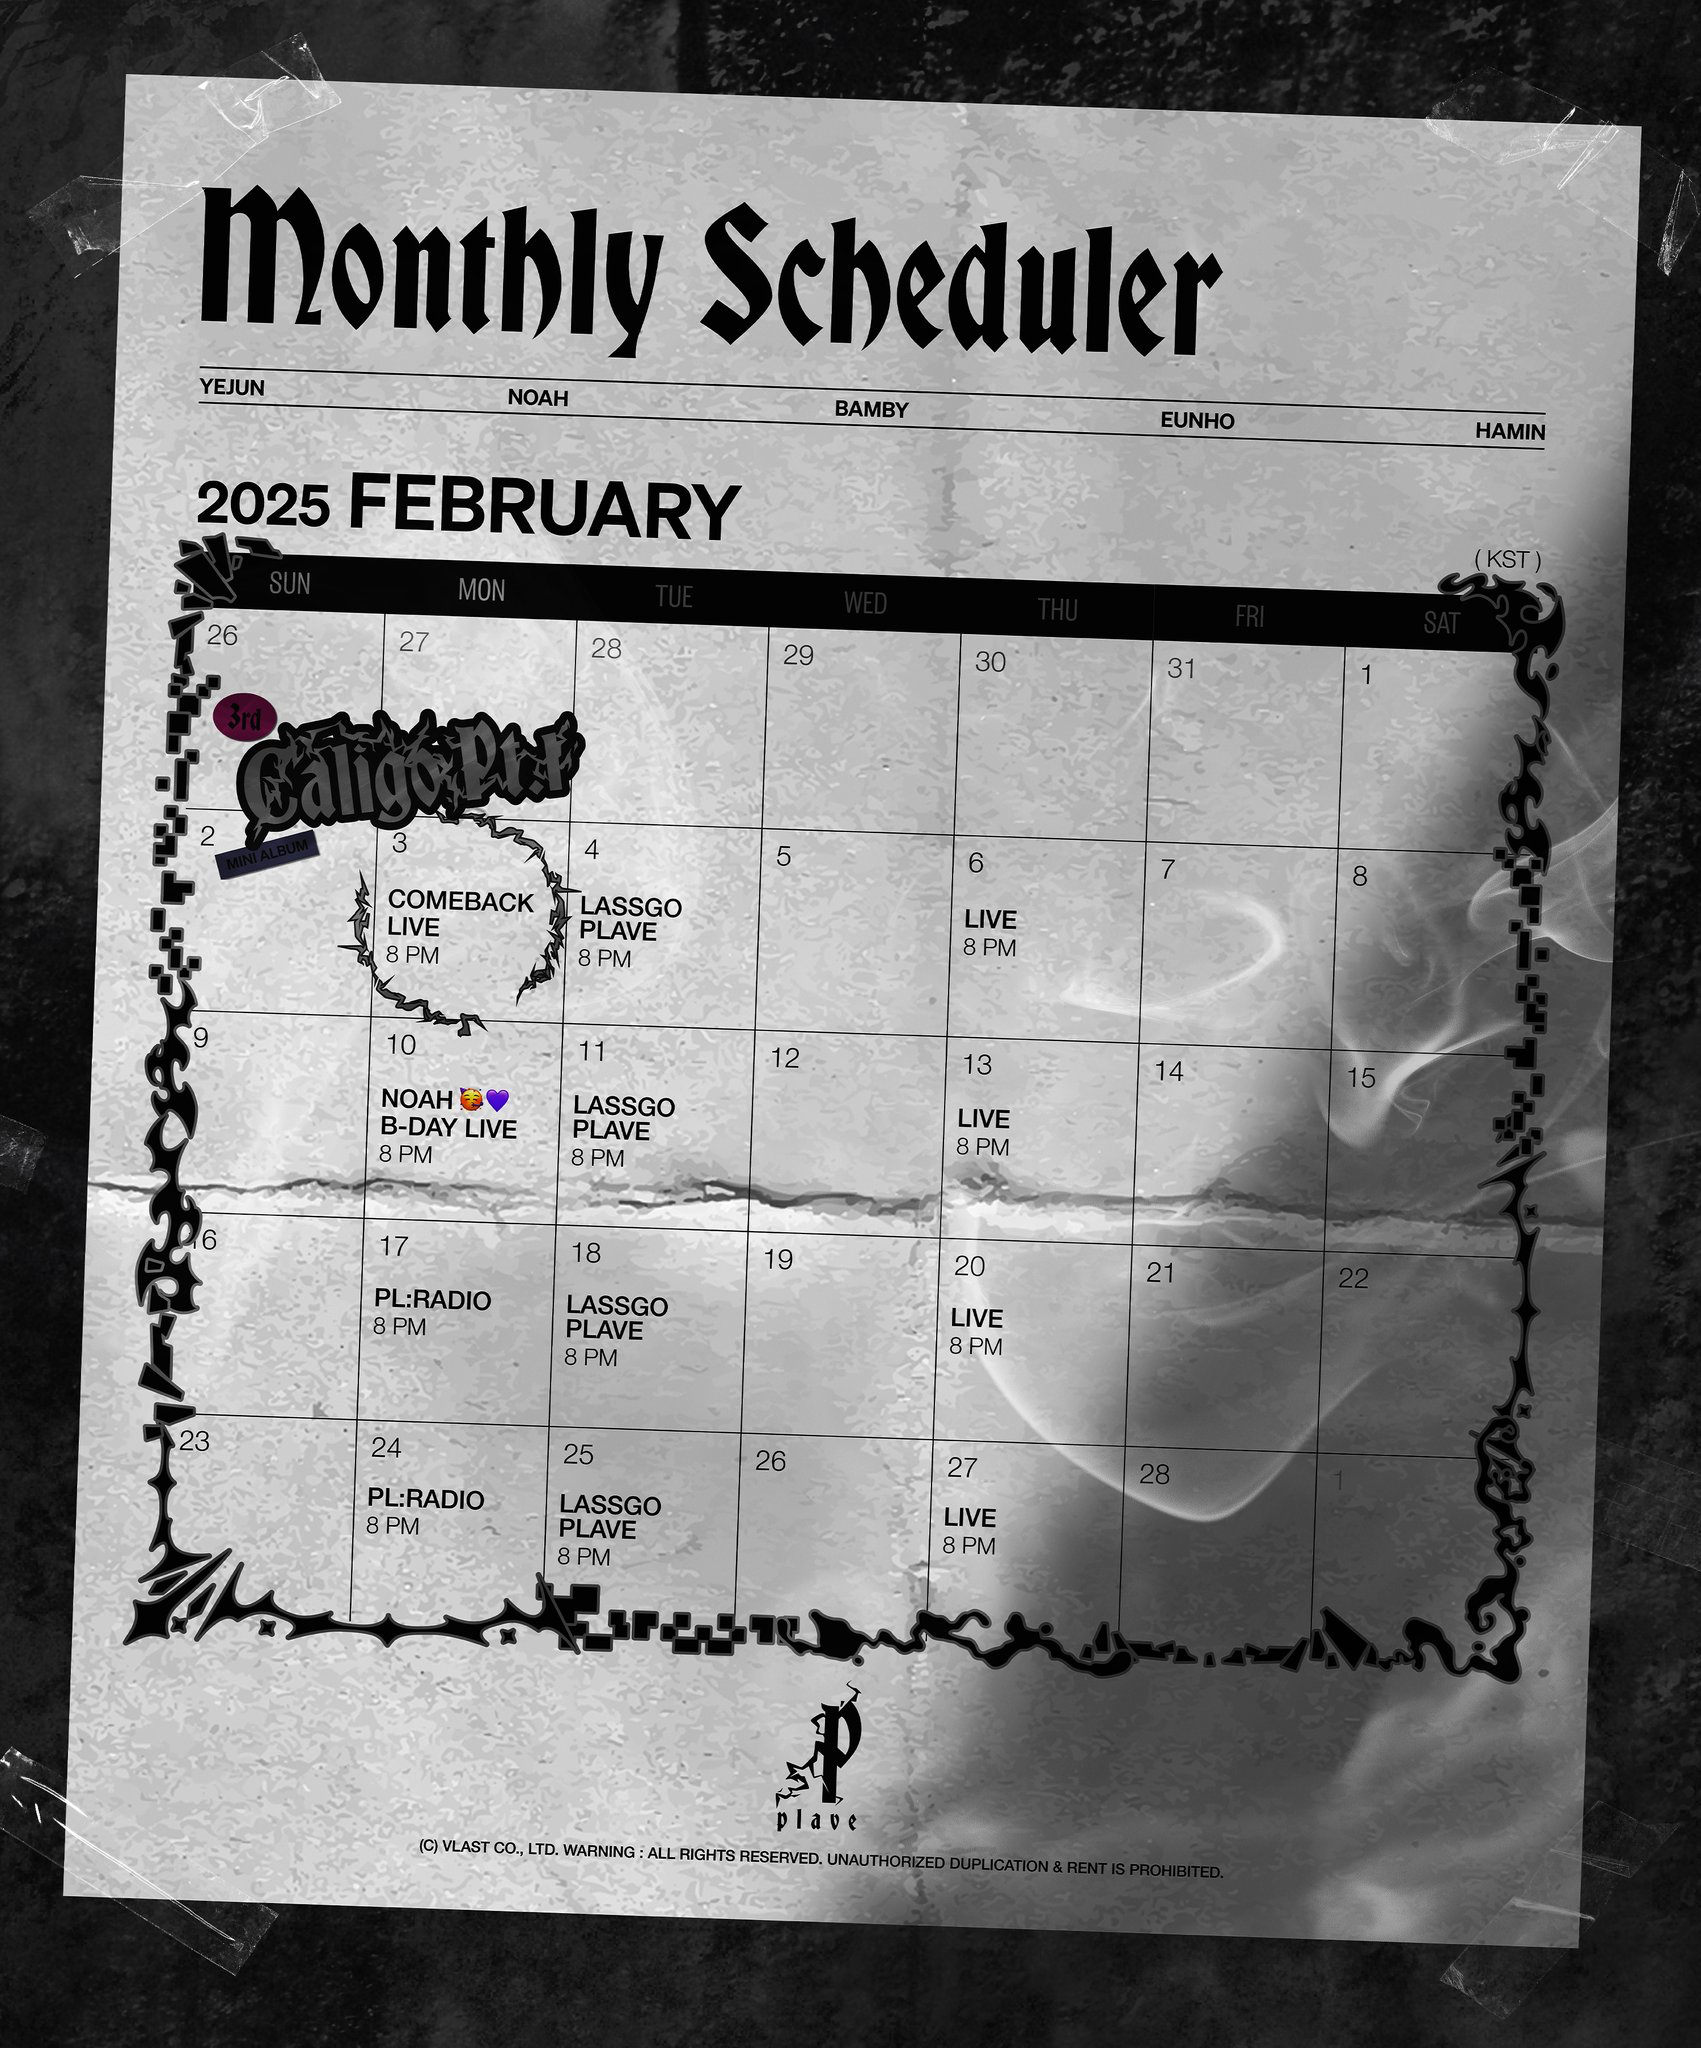 Monthly Scheduler
YEJUN NOAH BAMBY EUNHO HAMIN
2025 FEBRUARY
( KST )
SUN MON TUE WED THU FRI SAT
26 27 28 29 30 31 1
3rd
Caligo Pt.1
MINI ALBUM
2 3 4 5 6 7 8
COMEBACK
LIVE
8 PM
LASSGO
PLAVE
8 PM
LIVE
8 PM
9 10 11 12 13 14 15
NOAH 🥳💜
B-DAY LIVE
8 PM
LASSGO
PLAVE
8 PM
LIVE
8 PM
16 17 18 19 20 21 22
PL:RADIO
8 PM
LASSGO
PLAVE
8 PM
LIVE
8 PM
23 24 25 26 27 28 1
PL:RADIO
8 PM
LASSGO
PLAVE
8 PM
LIVE
8 PM
P
plave
(C) VLAST CO., LTD. WARNING : ALL RIGHTS RESERVED. UNAUTHORIZED DUPLICATION & RENT IS PROHIBITED.